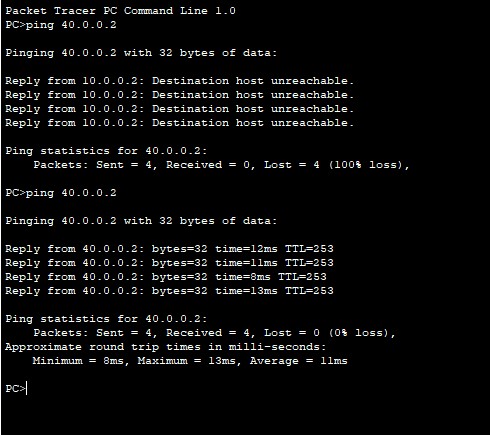 Packet Tracer PC Command Line 1.0
PC>ping 40.0.0.2
Pinging 40.0.0.2 with 32 bytes of data:
Reply from 10.0.0.2: Destination host unreachable.
Reply from 10.0.0.2: Destination host unreachable.
Reply from 10.0.0.2: Destination host unreachable.
Reply from 10.0.0.2: Destination host unreachable.
Ping statistics for 40.0.0.2:
Packets: Sent = 4, Received = 0, Lost = 4 (100% loss),
PC>ping 40.0.0.2
Pinging 40.0.0.2 with 32 bytes of data:
Reply from 40.0.0.2: bytes=32 time=12ms TTL=253
Reply from 40.0.0.2: bytes=32 time=11ms TTL=253
Reply from 40.0.0.2: bytes=32 time=8ms TTL=253
Reply from 40.0.0.2: bytes=32 time=13ms TTL=253
Ping statistics for 40.0.0.2:
Packets: Sent = 4, Received = 4, Lost = 0 (0% loss),
Approximate round trip times in milli-seconds:
Minimum = 8ms, Maximum = 13ms, Average = 11ms
PC>